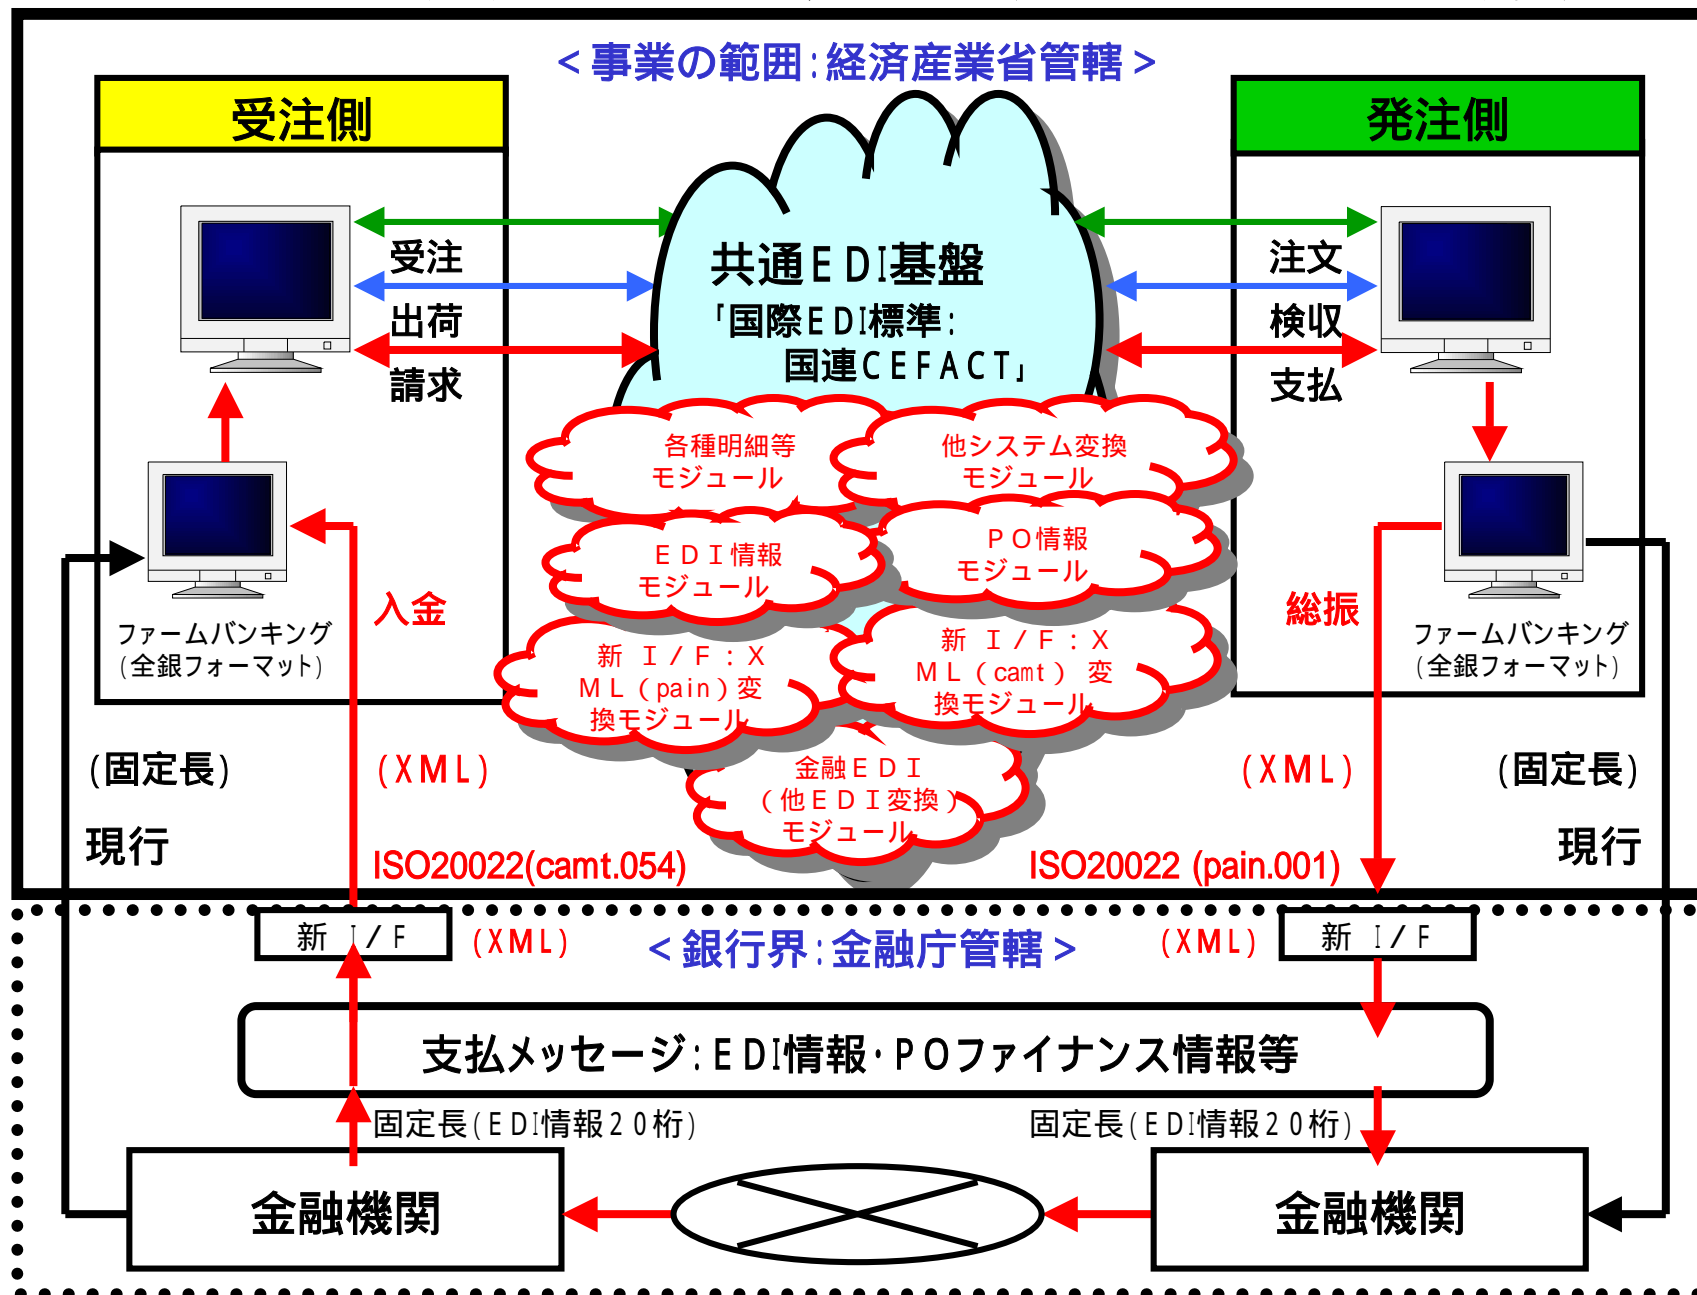 ＜事業の範囲：経済産業省管轄＞
受注側
発注側
受注
出荷
請求
共通ＥＤＩ基盤
「国際ＥＤＩ標準：
国連ＣＥＦＡＣＴ」
注文
検収
支払
各種明細等
モジュール
他システム変換
モジュール
ＥＤＩ情報
モジュール
ＰＯ情報
モジュール
入金
総振
ファームバンキング
（全銀フォーマット）
ファームバンキング
（全銀フォーマット）
新 Ｉ／Ｆ：Ｘ
ＭＬ（pain）変
換モジュール
新 Ｉ／Ｆ：Ｘ
ＭＬ（camt） 変
換モジュール
（固定長）
（ＸＭＬ）
金融ＥＤＩ
（他ＥＤＩ変換）
モジュール
（ＸＭＬ）
（固定長）
現行
現行
ISO20022(camt.054)
ISO20022 (pain.001)
新 Ｉ／Ｆ
（ＸＭＬ）
＜銀行界：金融庁管轄＞
（ＸＭＬ）
新 Ｉ／Ｆ
支払メッセージ：ＥＤＩ情報・ＰＯファイナンス情報等
固定長（ＥＤＩ情報２０桁）
固定長（ＥＤＩ情報２０桁）
金融機関
金融機関